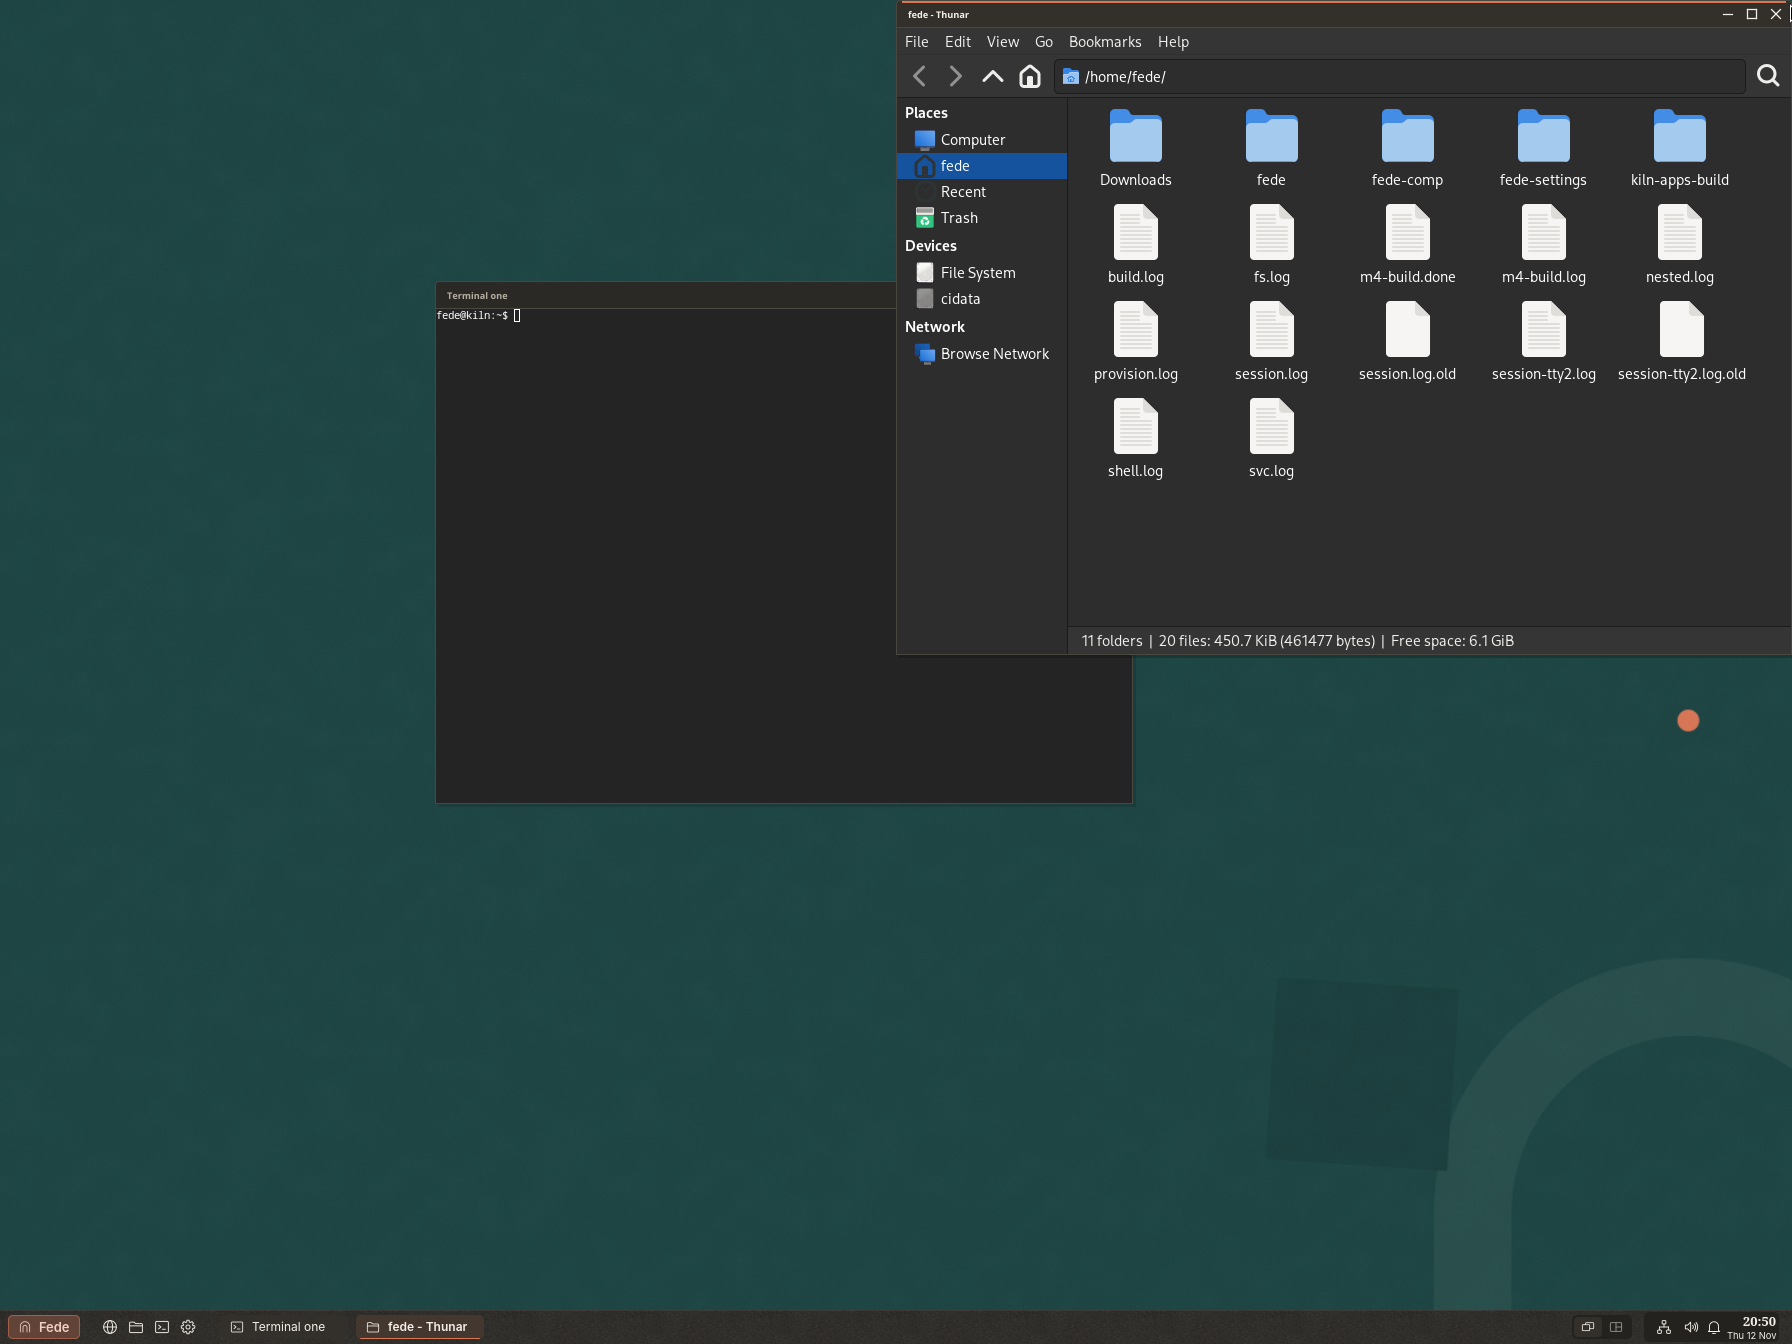 fede - Thunar
File Edit View Go Bookmarks Help
/home/fede/
Places
Computer
fede
Recent
Trash
Devices
File System
cidata
Network
Browse Network
Downloads fede fede-comp fede-settings kiln-apps-build
build.log fs.log m4-build.done m4-build.log nested.log
provision.log session.log session.log.old session-tty2.log session-tty2.log.old
shell.log svc.log
11 folders | 20 files: 450.7 KiB (461477 bytes) | Free space: 6.1 GiB
Terminal one
fede@kiln:~$
Fede
Terminal one
fede - Thunar
20:50
Thu 12 Nov